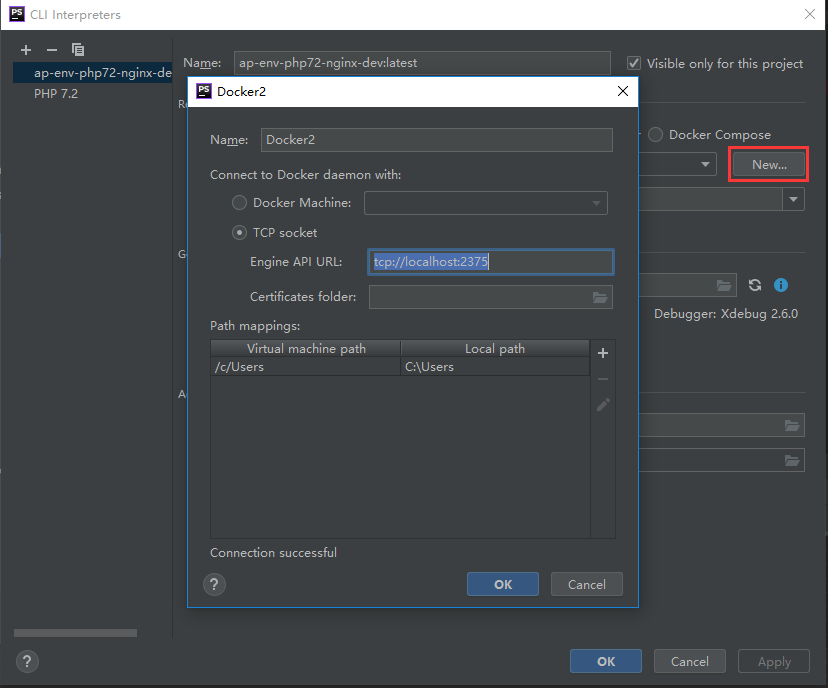 PS CLI Interpreters
ap-env-php72-nginx-de
PHP 7.2
Name: ap-env-php72-nginx-dev:latest Visible only for this project
Re
Docker Compose
New...
G
Debugger: Xdebug 2.6.0
A
PS Docker2
Name: Docker2
Connect to Docker daemon with:
Docker Machine:
TCP socket
Engine API URL: tcp://localhost:2375
Certificates folder:
Path mappings:
Virtual machine path Local path
/c/Users C:\Users
Connection successful
? OK Cancel
? OK Cancel Apply